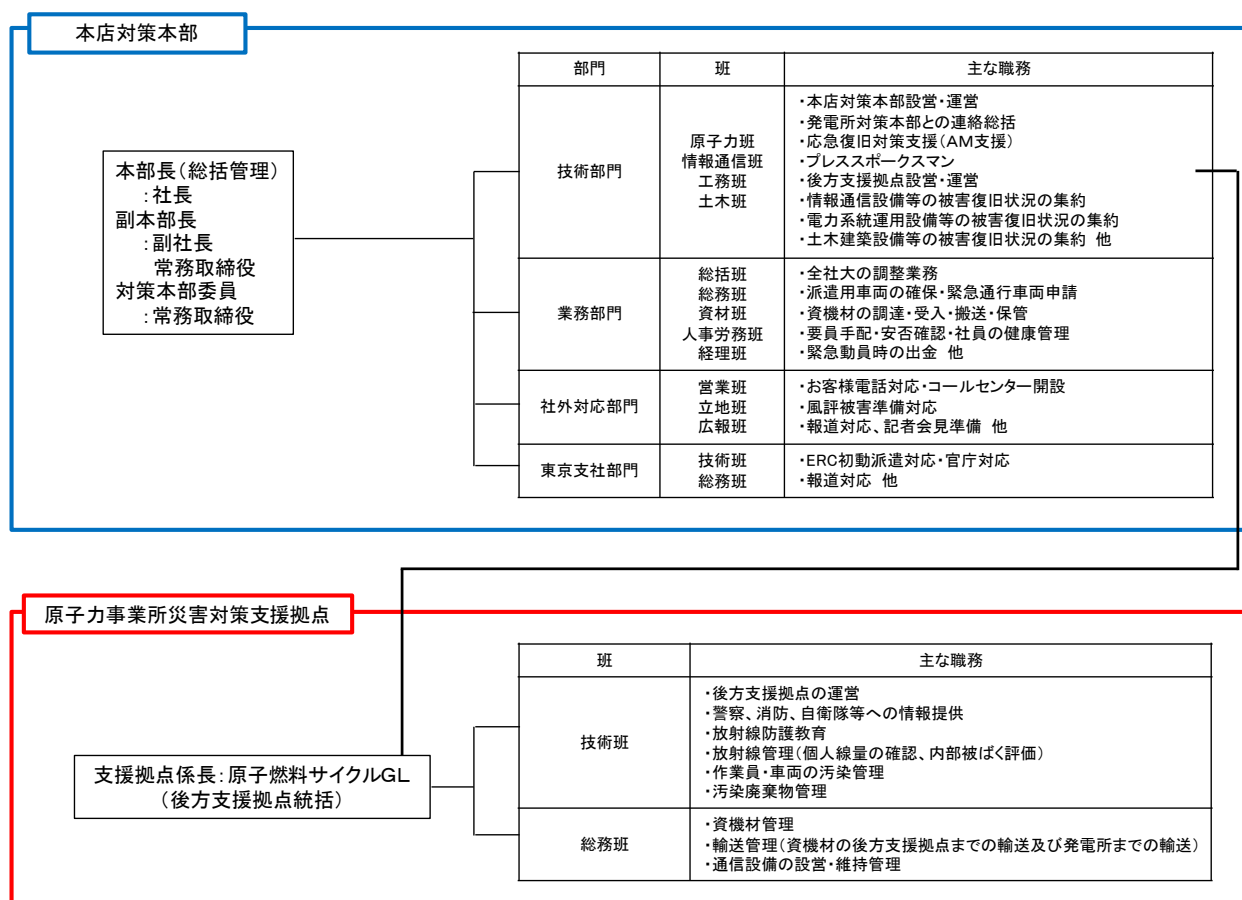 本店対策本部
本部長(総括管理)
:社長
副本部長
:副社長
常務取締役
対策本部委員
:常務取締役
部門 班 主な職務
技術部門
原子力班
情報通信班
工務班
土木班
・本店対策本部設営・運営
・発電所対策本部との連絡総括
・応急復旧対策支援(AM支援)
・プレススポークスマン
・後方支援拠点設営・運営
・情報通信設備等の被害復旧状況の集約
・電力系統運用設備等の被害復旧状況の集約
・土木建築設備等の被害復旧状況の集約 他
業務部門
総括班
総務班
資材班
人事労務班
経理班
・全社大の調整業務
・派遣用車両の確保・緊急通行車両申請
・資機材の調達・受入・搬送・保管
・要員手配・安否確認・社員の健康管理
・緊急動員時の出金 他
社外対応部門
営業班
立地班
広報班
・お客様電話対応・コールセンター開設
・風評被害準備対応
・報道対応、記者会見準備 他
東京支社部門
技術班
総務班
・ERC初動派遣対応・官庁対応
・報道対応 他
原子力事業所災害対策支援拠点
支援拠点係長:原子燃料サイクルGL
(後方支援拠点統括)
班 主な職務
技術班
・後方支援拠点の運営
・警察、消防、自衛隊等への情報提供
・放射線防護教育
・放射線管理(個人線量の確認、内部被ばく評価)
・作業員・車両の汚染管理
・汚染廃棄物管理
総務班
・資機材管理
・輸送管理(資機材の後方支援拠点までの輸送及び発電所までの輸送)
・通信設備の設営・維持管理